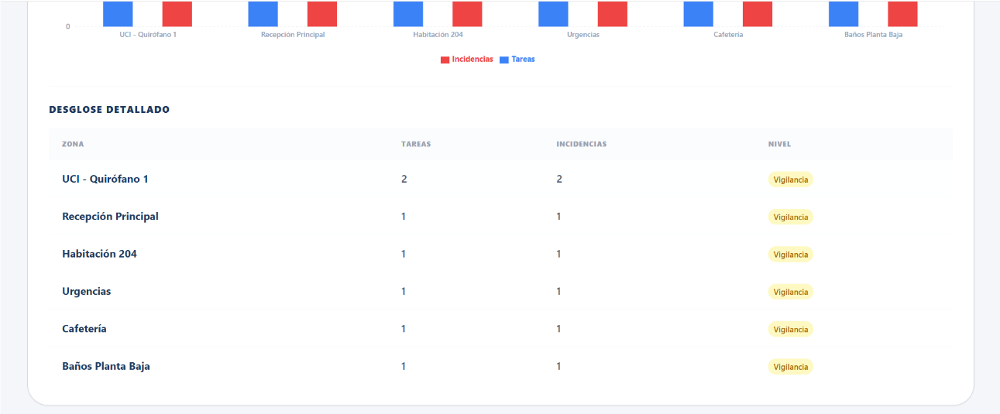 0
UCI - Quirófano 1 Recepción Principal Habitación 204 Urgencias Cafetería Baños Planta Baja
Incidencias Tareas
DESGLOSE DETALLADO
ZONA TAREAS INCIDENCIAS NIVEL
UCI - Quirófano 1 2 2 Vigilancia
Recepción Principal 1 1 Vigilancia
Habitación 204 1 1 Vigilancia
Urgencias 1 1 Vigilancia
Cafetería 1 1 Vigilancia
Baños Planta Baja 1 1 Vigilancia